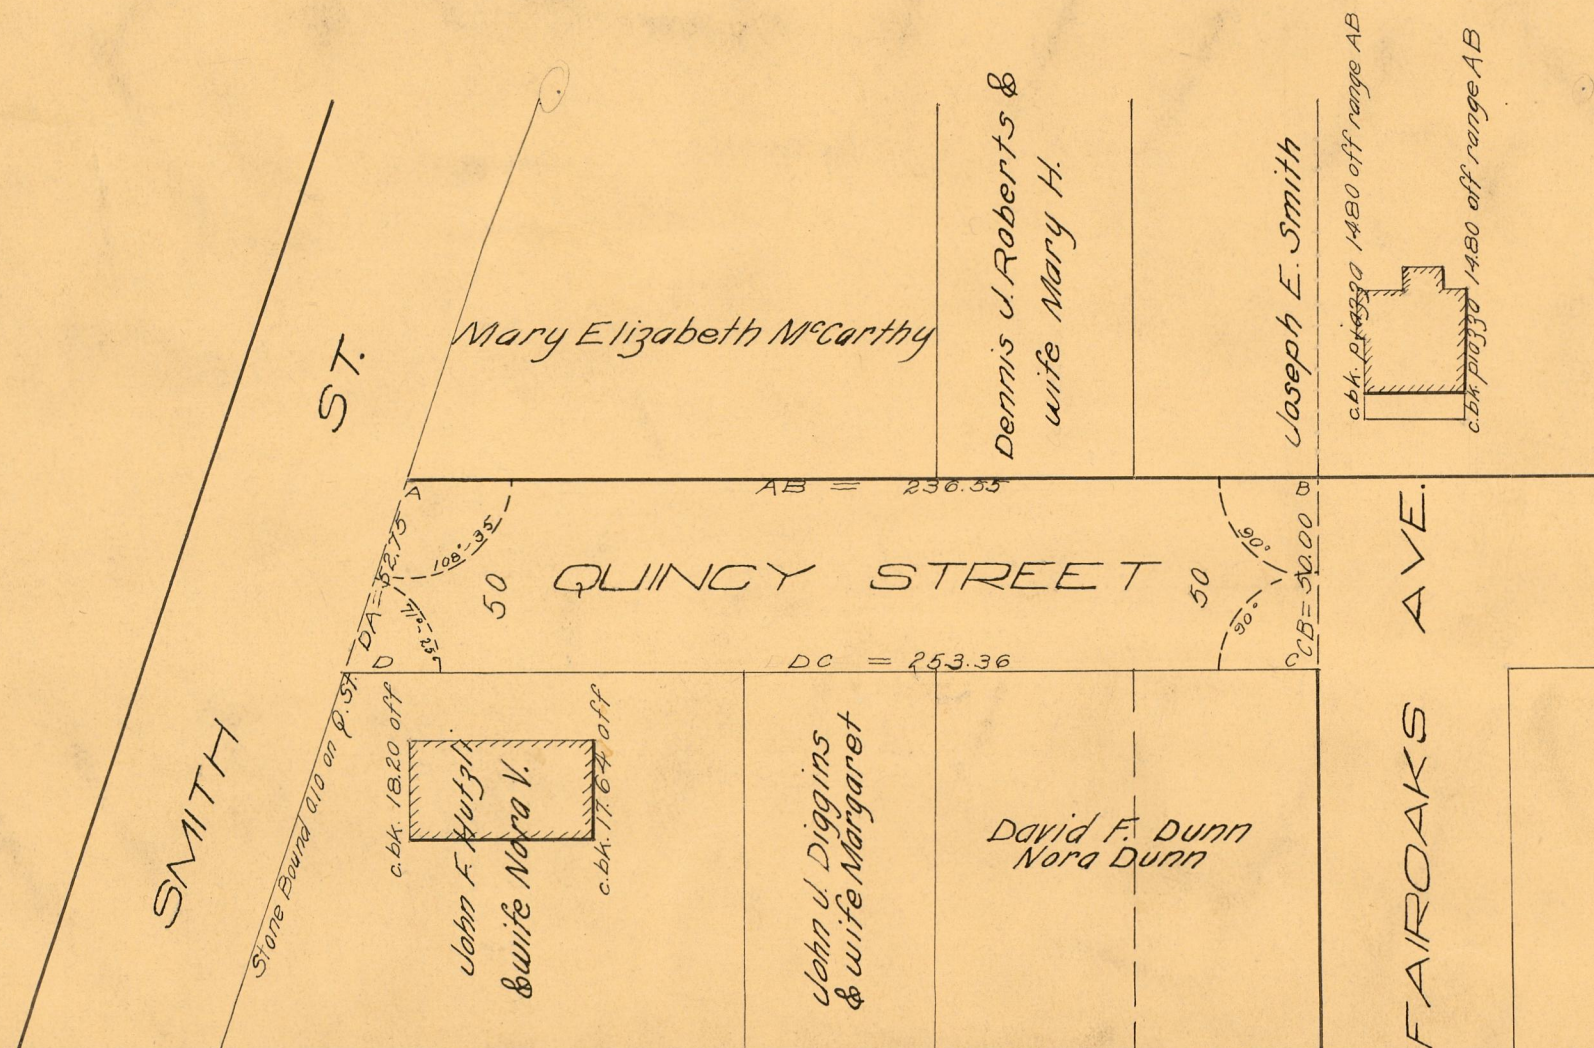 SMITH ST.
Mary Elizabeth McCarthy
Dennis J. Roberts &
wife Mary H.
Joseph E. Smith
c.bk. piazza 14.80 off range AB
c.bk. piazza 14.80 off range AB
A
AB = 236.55
B
DA = 52.75
108°-35
50
QUINCY STREET
50
90°
90°
CB = 50.00
71°-25'
D
DC = 253.36
C
Stone Bound 0.10 on Q. St.
c.bk. 18.20 off
John F. Hutzli
& wife Nora V.
c.bk. 17.64 off
John J. Diggins
& wife Margaret
David F. Dunn
Nora Dunn
FAIROAKS AVE.